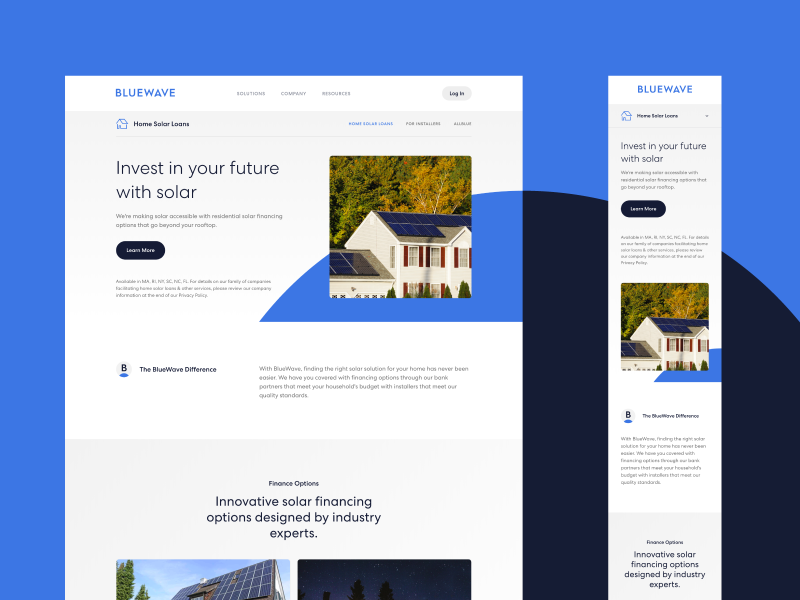 BLUEWAVE
SOLUTIONS COMPANY RESOURCES
Log In
Home Solar Loans
HOME SOLAR LOANS FOR INSTALLERS ALLBLUE
Invest in your future
with solar
We're making solar accessible with residential solar financing
options that go beyond your rooftop.
Learn More
Available in MA, RI, NY, SC, NC, FL. For details on our family of companies
facilitating home solar loans & other services, please review our company
information at the end of our Privacy Policy.
B
The BlueWave Difference
With BlueWave, finding the right solar solution for your home has never been
easier. We have you covered with financing options through our bank
partners that meet your household's budget with installers that meet our
quality standards.
Finance Options
Innovative solar financing
options designed by industry
experts.
BLUEWAVE
Home Solar Loans
Invest in your future
with solar
We're making solar accessible with
residential solar financing options that
go beyond your rooftop.
Learn More
Available in MA, RI, NY, SC, NC, FL. For details
on our family of companies facilitating home
solar loans & other services, please review
our company information at the end of our
Privacy Policy.
B
The BlueWave Difference
With BlueWave, finding the right solar
solution for your home has never been
easier. We have you covered with
financing options through our bank
partners that meet your household's
budget with installers that meet our
quality standards.
Finance Options
Innovative solar
financing options
designed by industry
experts.